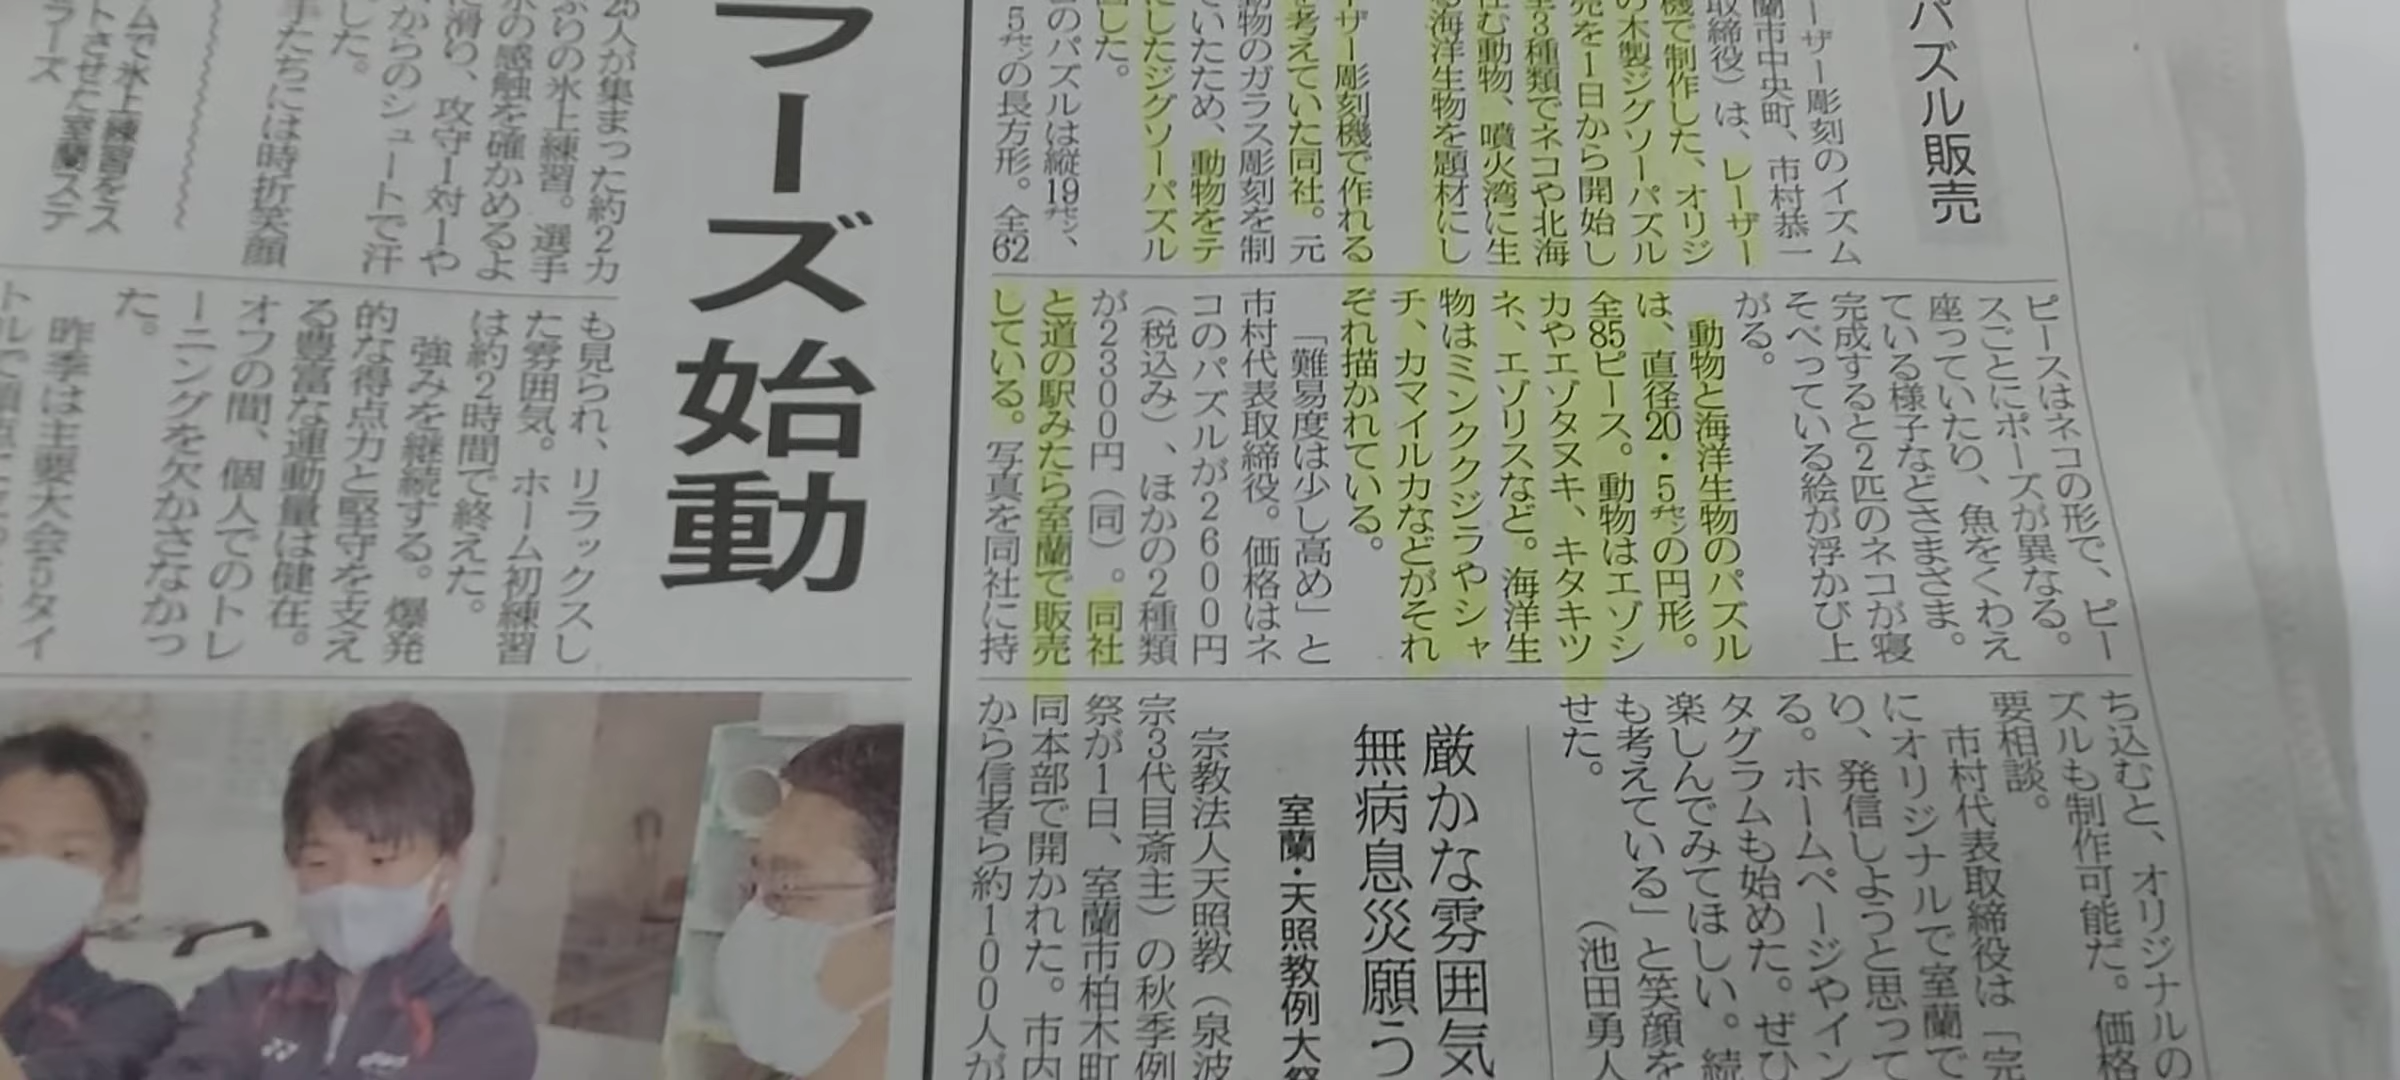 パズル販売
ーザー彫刻のイズム
蘭市中央町、市村恭一
取締役）は、レーザー
機で制作した、オリジ
の木製ジグソーパズル
売を1日から開始し
全3種類でネコや北海
住む動物、噴火湾に生
る海洋生物を題材にし
ーザー彫刻機で作れる
を考えていた同社。元
動物のガラス彫刻を制
ていたため、動物をテ
にしたジグソーパズル
した。
のパズルは縦19㌢、
5㌢の長方形。全62
ピースはネコの形で、ピー
スごとにポーズが異なる。
座っていたり、魚をくわえ
ている様子などさまざま。
完成すると2匹のネコが寝
そべっている絵が浮かび上
がる。
動物と海洋生物のパズル
は、直径20・5㌢の円形。
全85ピース。動物はエゾシ
カやエゾタヌキ、キタキツ
ネ、エゾリスなど。海洋生
物はミンククジラやシャ
チ、カマイルカなどがそれ
ぞれ描かれている。
「難易度は少し高め」と
市村代表取締役。価格はネ
コのパズルが2600円
（税込み）、ほかの2種類
が2300円（同）。同社
と道の駅みたら室蘭で販売
している。写真を同社に持
ち込むと、オリジナルの
ズルも制作可能だ。価格
要相談。
市村代表取締役は「完
にオリジナルで室蘭で
り、発信しようと思って
る。ホームページやイン
タグラムも始めた。ぜひ
楽しんでみてほしい。続
も考えている」と笑顔を
せた。
（池田勇人
厳かな雰囲気
無病息災願う
室蘭・天照教例大祭
宗教法人天照教（泉波
宗3代目斎主）の秋季例
祭が1日、室蘭市柏木町
同本部で開かれた。市内
から信者ら約100人が
ラーズ始動
25人が集まった約2カ
ぶりの氷上練習。選手
氷の感触を確かめるよ
に滑り、攻守1対1や
からのシュートで汗
した。
手たちには時折笑顔
も見られ、リラックスし
た雰囲気。ホーム初練習
は約2時間で終えた。
強みを継続する。爆発
的な得点力と堅守を支え
る豊富な運動量は健在。
オフの間、個人でのトレ
ーニングを欠かさなかっ
た。
昨季は主要大会5タイ
ムで氷上練習をス
トさせた室蘭ステ
ラーズ